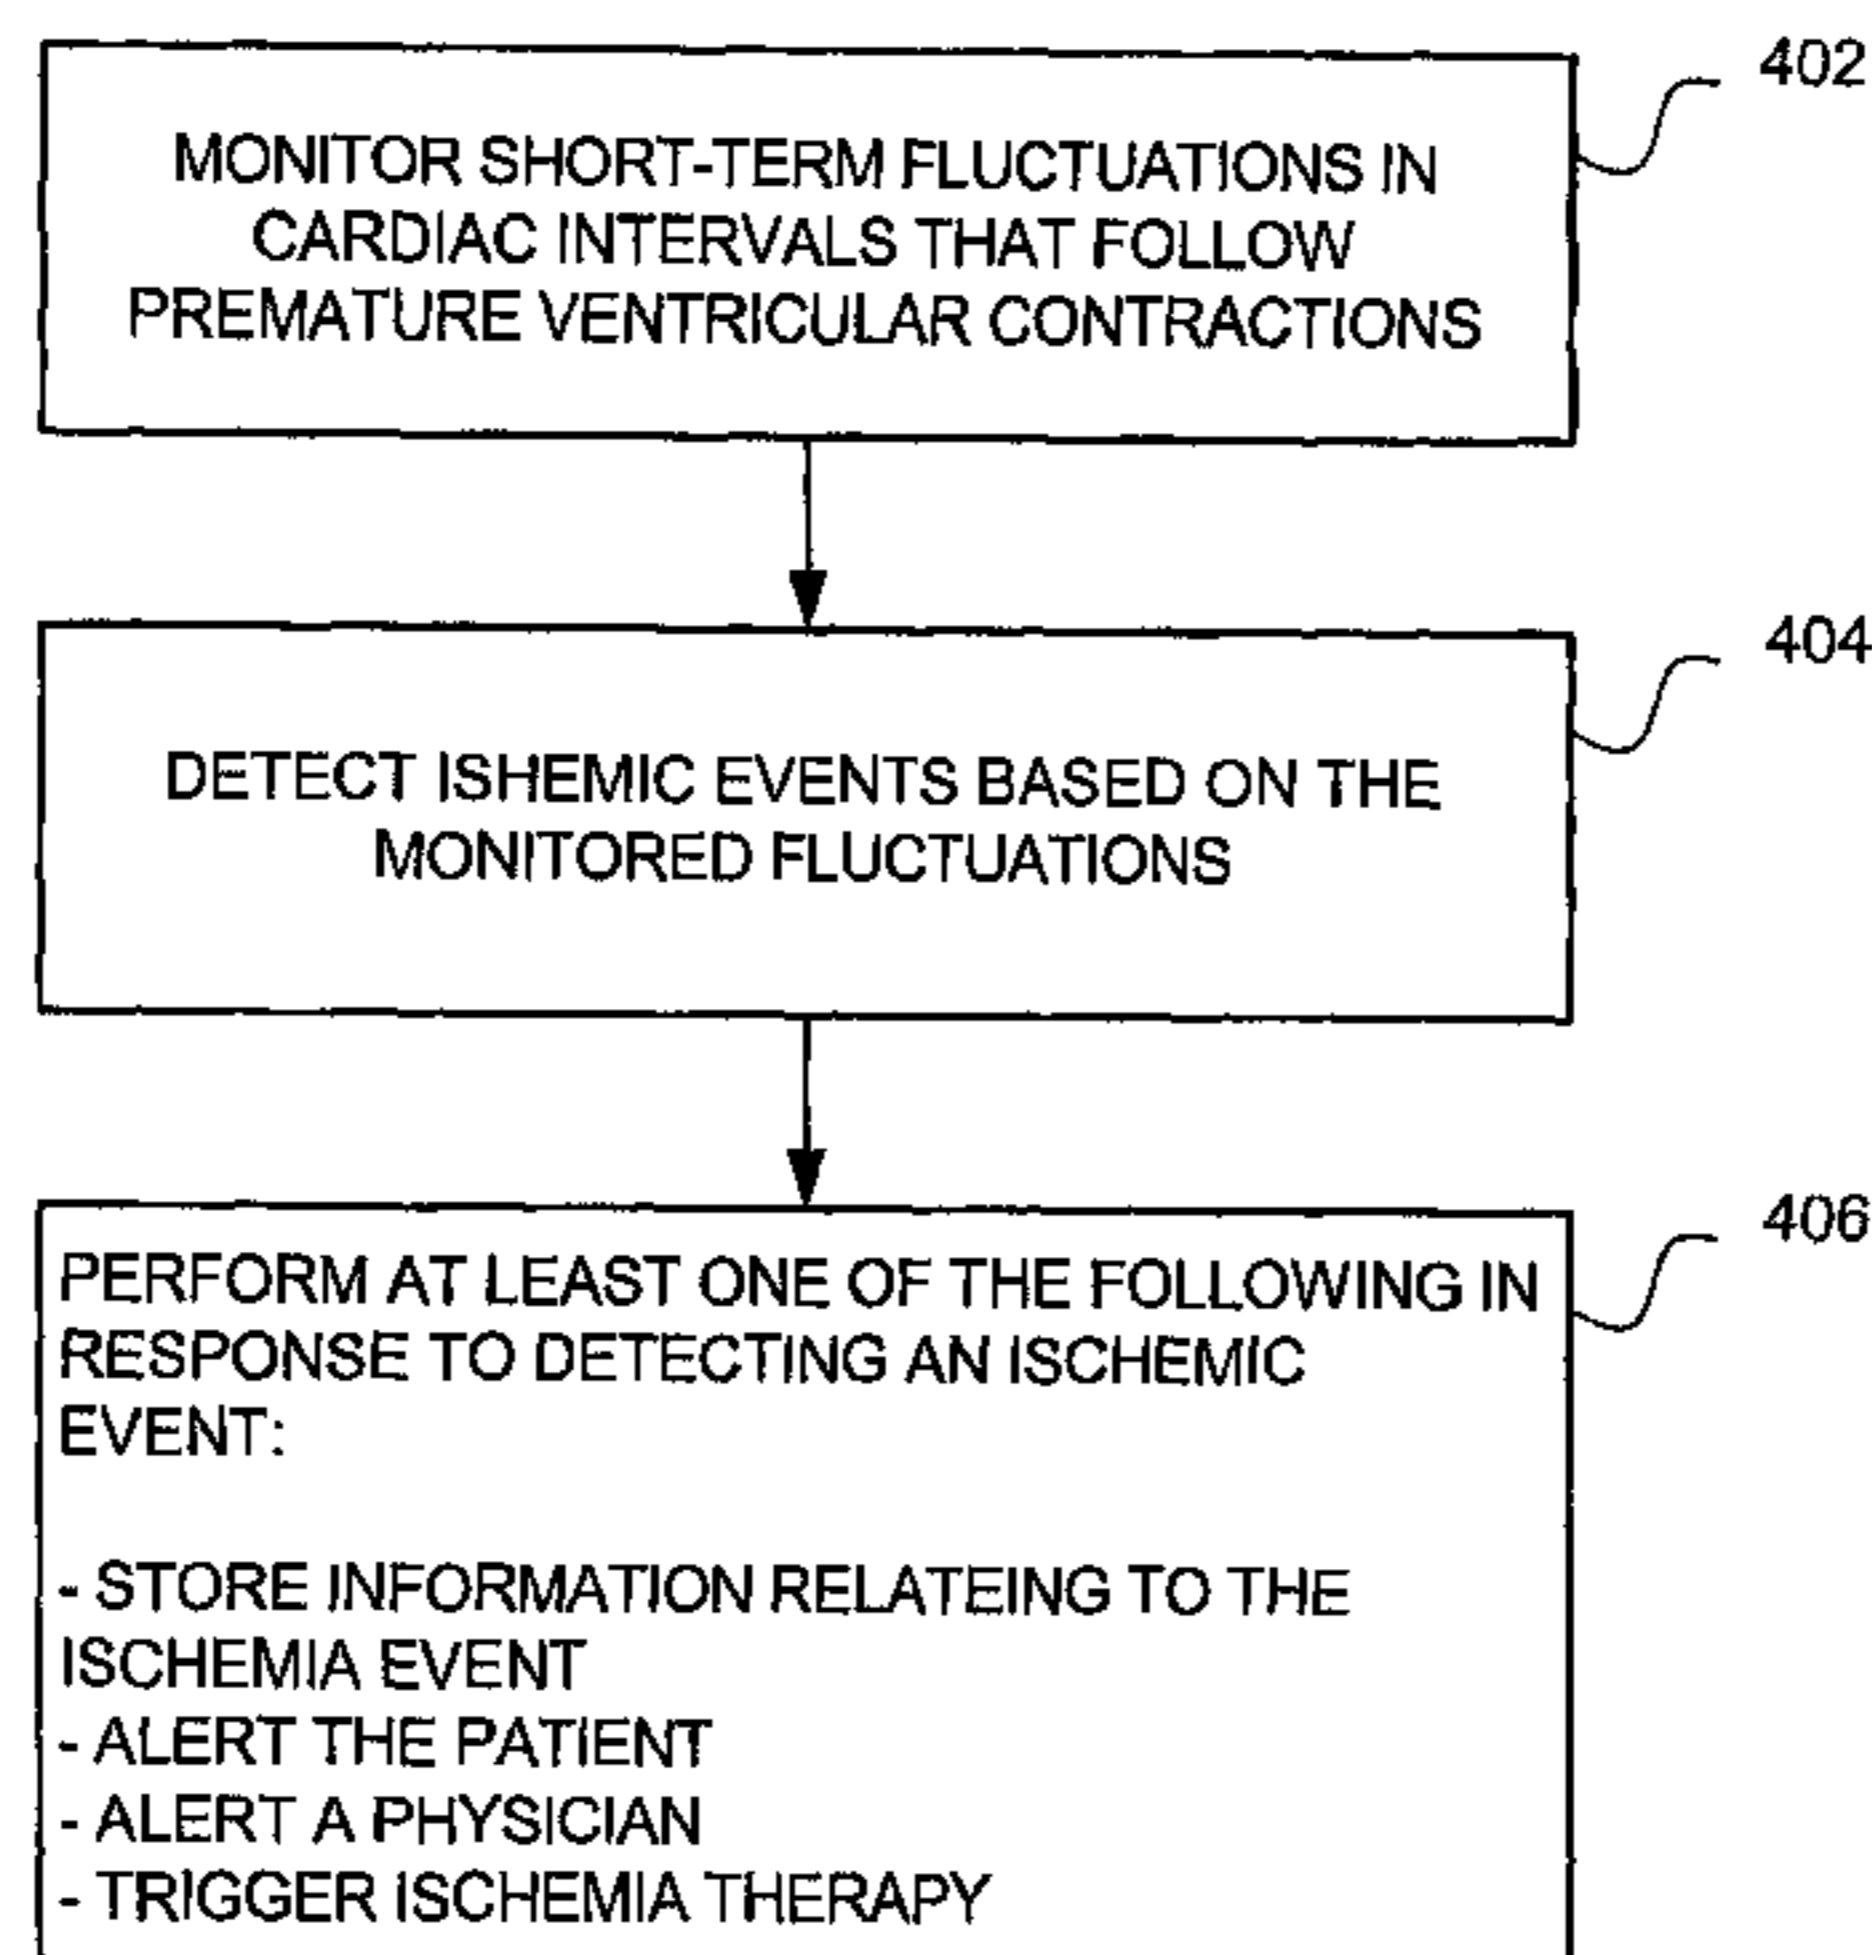 402
MONITOR SHORT-TERM FLUCTUATIONS IN
CARDIAC INTERVALS THAT FOLLOW
PREMATURE VENTRICULAR CONTRACTIONS
404
DETECT ISHEMIC EVENTS BASED ON THE
MONITORED FLUCTUATIONS
406
PERFORM AT LEAST ONE OF THE FOLLOWING IN
RESPONSE TO DETECTING AN ISCHEMIC
EVENT:
- STORE INFORMATION RELATEING TO THE
ISCHEMIA EVENT
- ALERT THE PATIENT
- ALERT A PHYSICIAN
- TRIGGER ISCHEMIA THERAPY